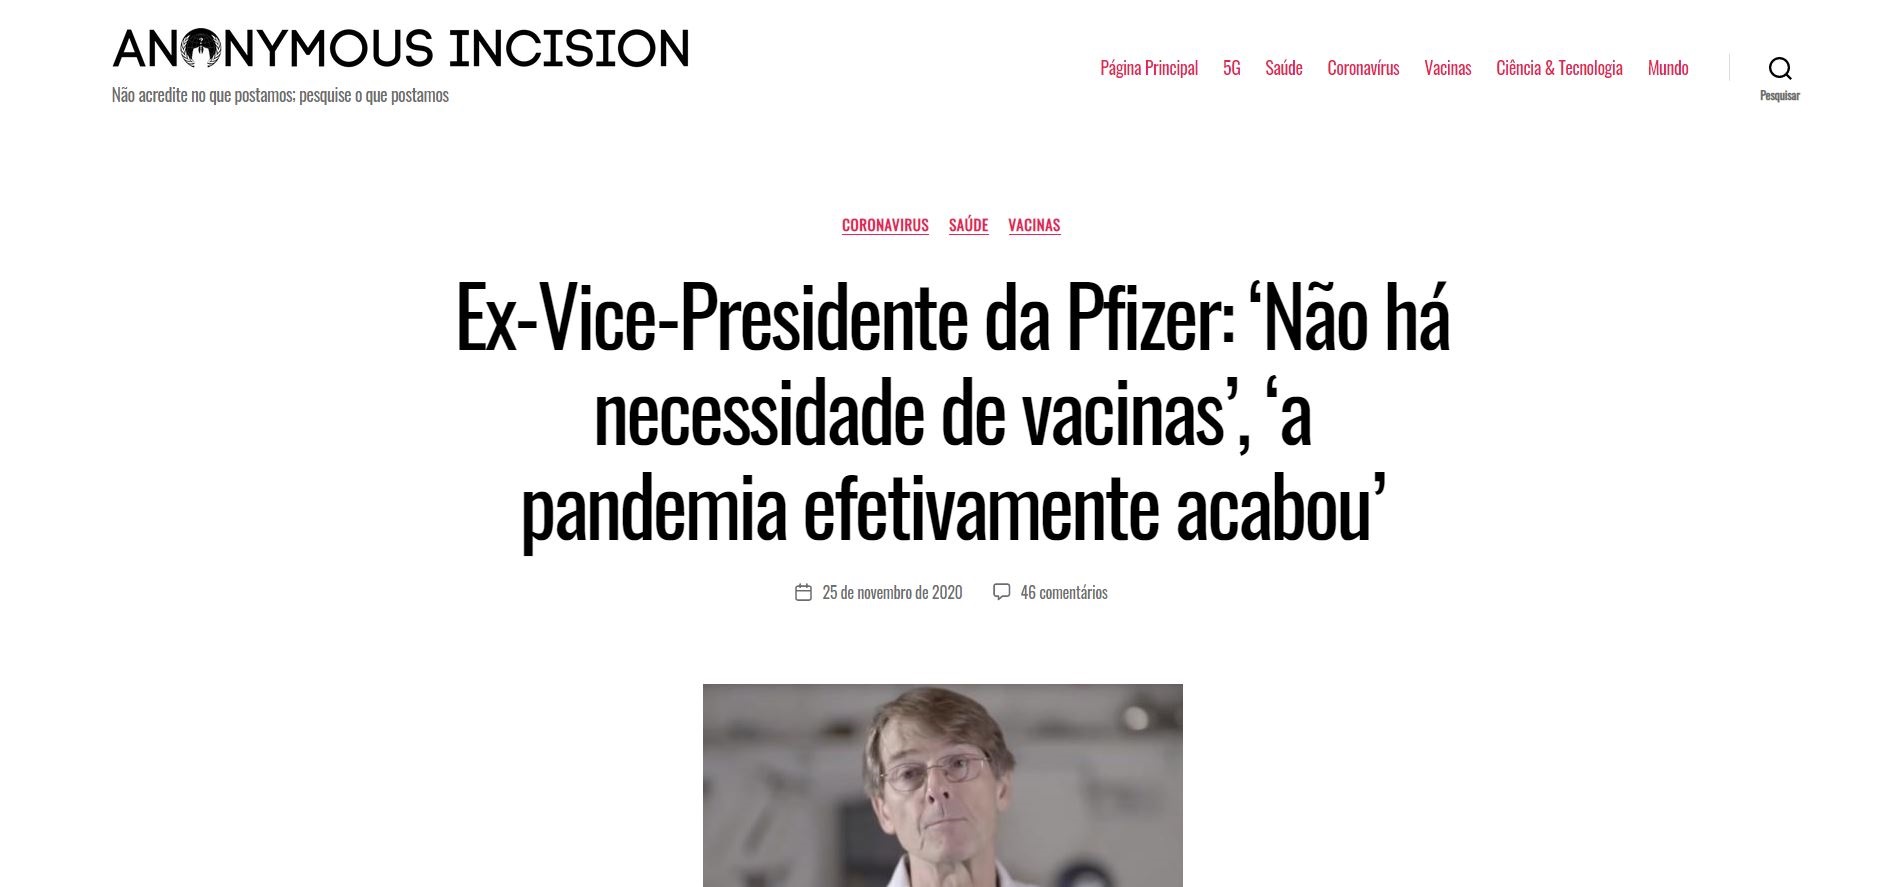 ANONYMOUS INCISION
Não acredite no que postamos; pesquise o que postamos
Página Principal 5G Saúde Coronavírus Vacinas Ciência & Tecnologia Mundo
Pesquisar
CORONAVIRUS SAÚDE VACINAS
Ex-Vice-Presidente da Pfizer: ‘Não há
necessidade de vacinas’, ‘a
pandemia efetivamente acabou’
25 de novembro de 2020 46 comentários